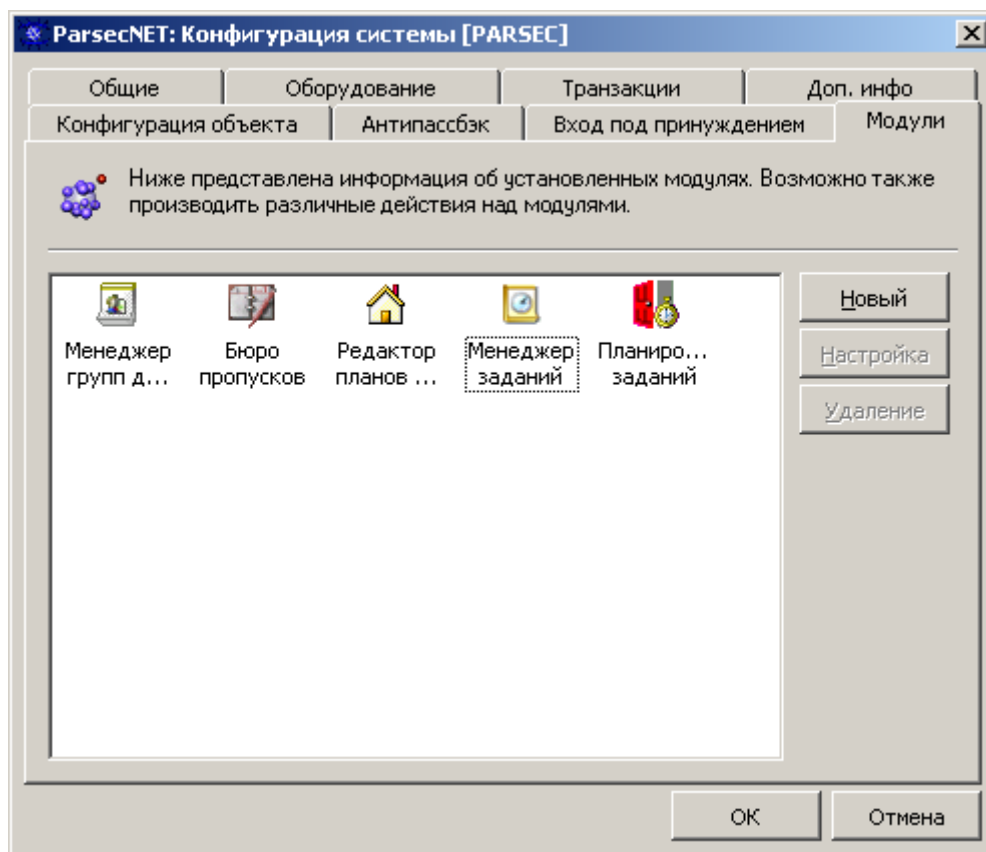 ParsecNET: Конфигурация системы [PARSEC]
Общие
Оборудование
Транзакции
Доп. инфо
Конфигурация объекта
Антипассбэк
Вход под принуждением
Модули
Ниже представлена информация об установленных модулях. Возможно также
производить различные действия над модулями.
Менеджер
групп д...
Бюро
пропусков
Редактор
планов ...
Менеджер
заданий
Планиро...
заданий
Новый
Настройка
Удаление
OK
Отмена